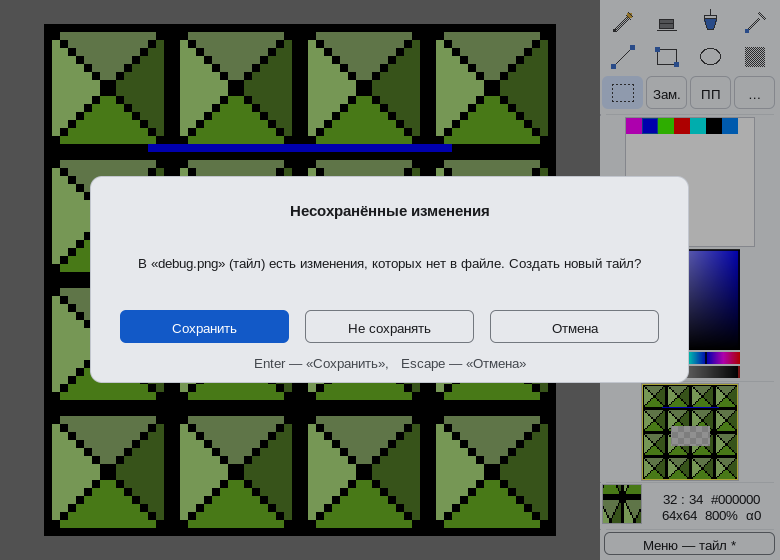 Зам.
ПП
...
Несохранённые изменения
В «debug.png» (тайл) есть изменения, которых нет в файле. Создать новый тайл?
Сохранить
Не сохранять
Отмена
Enter — «Сохранить», Escape — «Отмена»
32 : 34 #000000
64x64 800% α0
Меню — тайл *